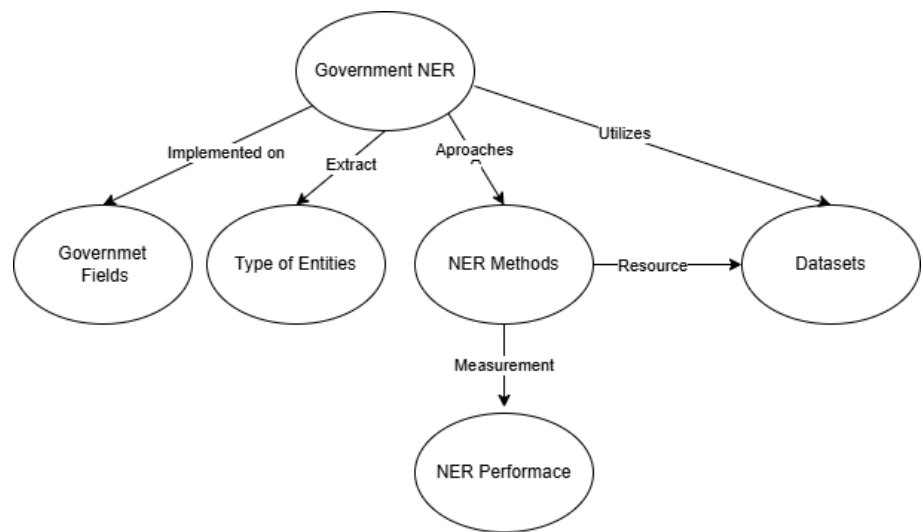 Government NER
Implemented on
Extract
Aproaches
Utilizes
Governmet
Fields
Type of Entities
NER Methods
Resource
Datasets
Measurement
NER Performace